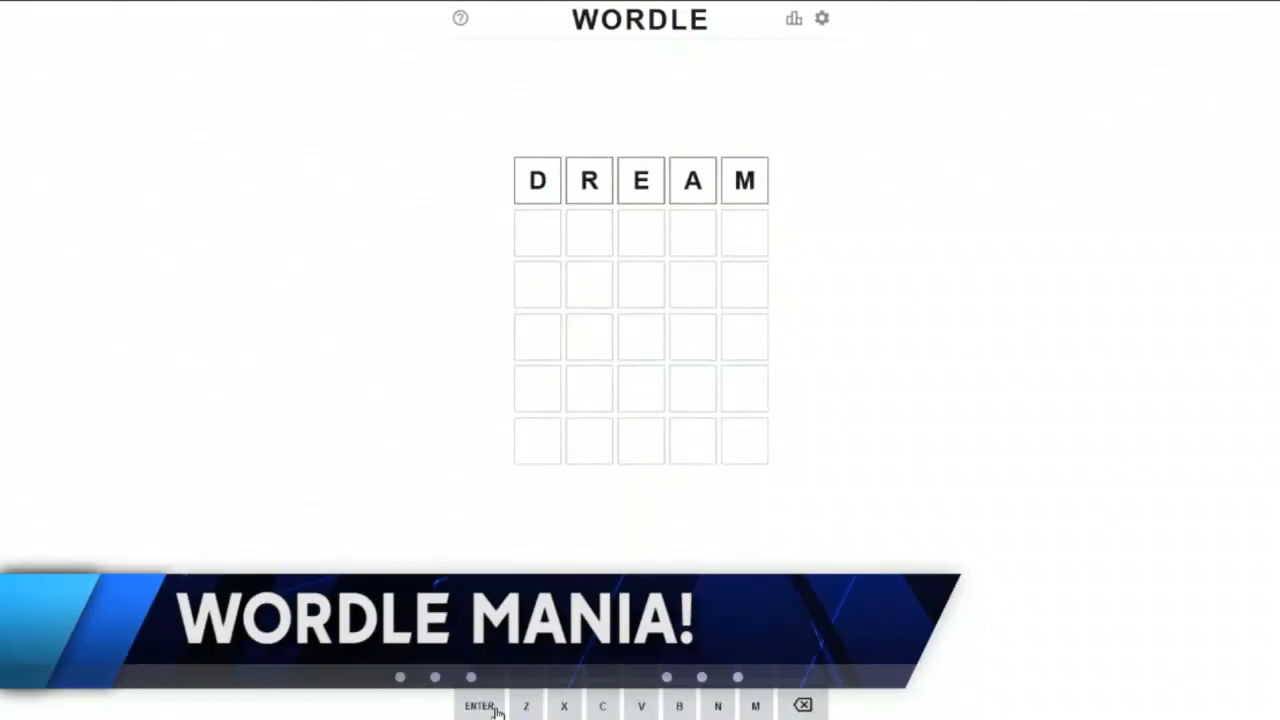 WORDLE
D R E A M
WORDLE MANIA!
ENTER Z X C V B N M